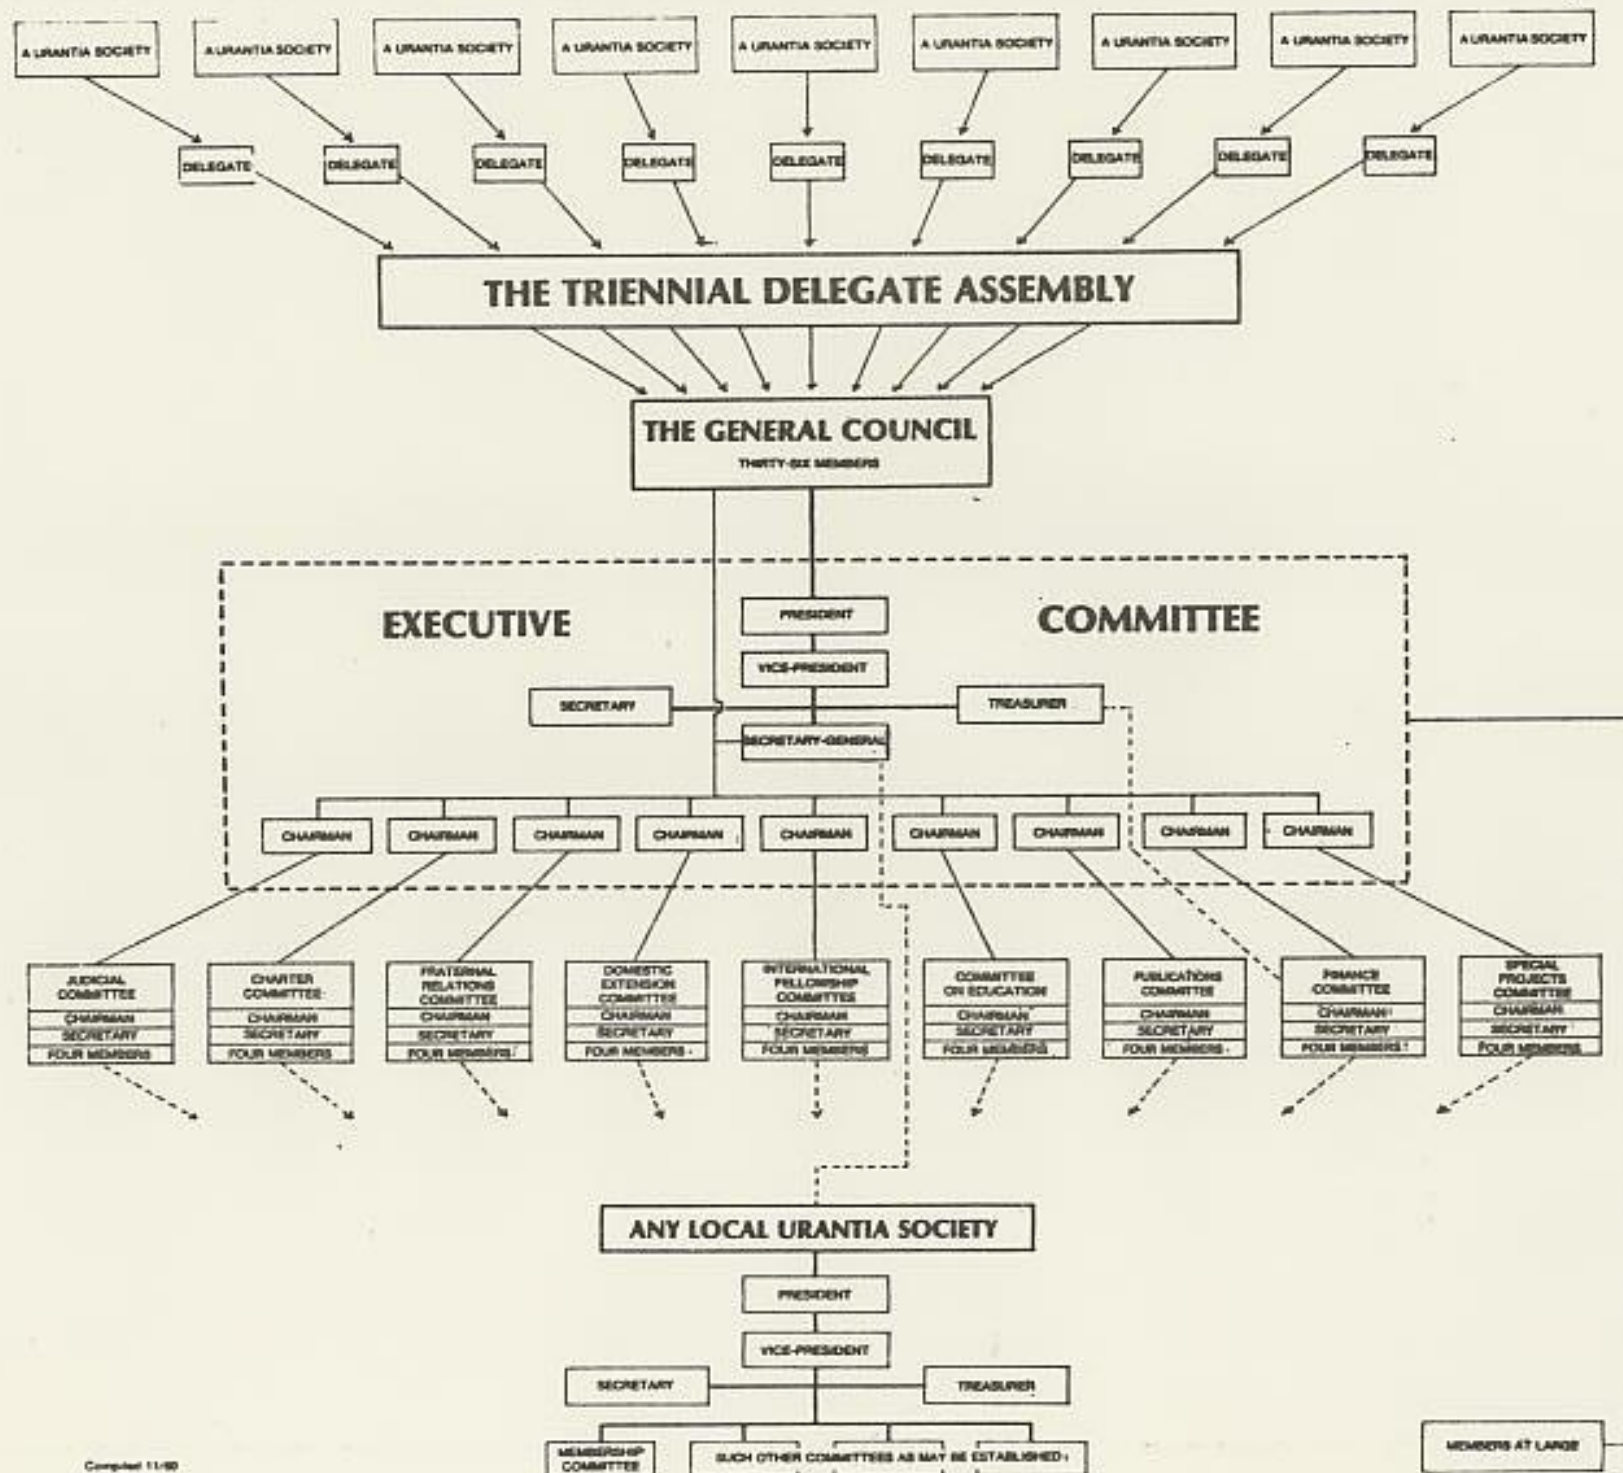 A URANTIA SOCIETY
A URANTIA SOCIETY
A URANTIA SOCIETY
A URANTIA SOCIETY
A URANTIA SOCIETY
A URANTIA SOCIETY
A URANTIA SOCIETY
A URANTIA SOCIETY
A URANTIA SOCIETY
DELEGATE
DELEGATE
DELEGATE
DELEGATE
DELEGATE
DELEGATE
DELEGATE
DELEGATE
DELEGATE
THE TRIENNIAL DELEGATE ASSEMBLY
THE GENERAL COUNCIL
THIRTY-SIX MEMBERS
EXECUTIVE
COMMITTEE
PRESIDENT
VICE-PRESIDENT
SECRETARY
TREASURER
SECRETARY-GENERAL
CHAIRMAN
CHAIRMAN
CHAIRMAN
CHAIRMAN
CHAIRMAN
CHAIRMAN
CHAIRMAN
CHAIRMAN
CHAIRMAN
JUDICIAL
COMMITTEE
CHAIRMAN
SECRETARY
FOUR MEMBERS
CHARTER
COMMITTEE
CHAIRMAN
SECRETARY
FOUR MEMBERS
FRATERNAL
RELATIONS
COMMITTEE
CHAIRMAN
SECRETARY
FOUR MEMBERS
DOMESTIC
EXTENSION
COMMITTEE
CHAIRMAN
SECRETARY
FOUR MEMBERS
INTERNATIONAL
FELLOWSHIP
COMMITTEE
CHAIRMAN
SECRETARY
FOUR MEMBERS
COMMITTEE
ON EDUCATION
CHAIRMAN
SECRETARY
FOUR MEMBERS
PUBLICATIONS
COMMITTEE
CHAIRMAN
SECRETARY
FOUR MEMBERS
FINANCE
COMMITTEE
CHAIRMAN
SECRETARY
FOUR MEMBERS
SPECIAL
PROJECTS
COMMITTEE
CHAIRMAN
SECRETARY
FOUR MEMBERS
ANY LOCAL URANTIA SOCIETY
PRESIDENT
VICE-PRESIDENT
SECRETARY
TREASURER
MEMBERSHIP
COMMITTEE
SUCH OTHER COMMITTEES AS MAY BE ESTABLISHED
MEMBERS AT LARGE